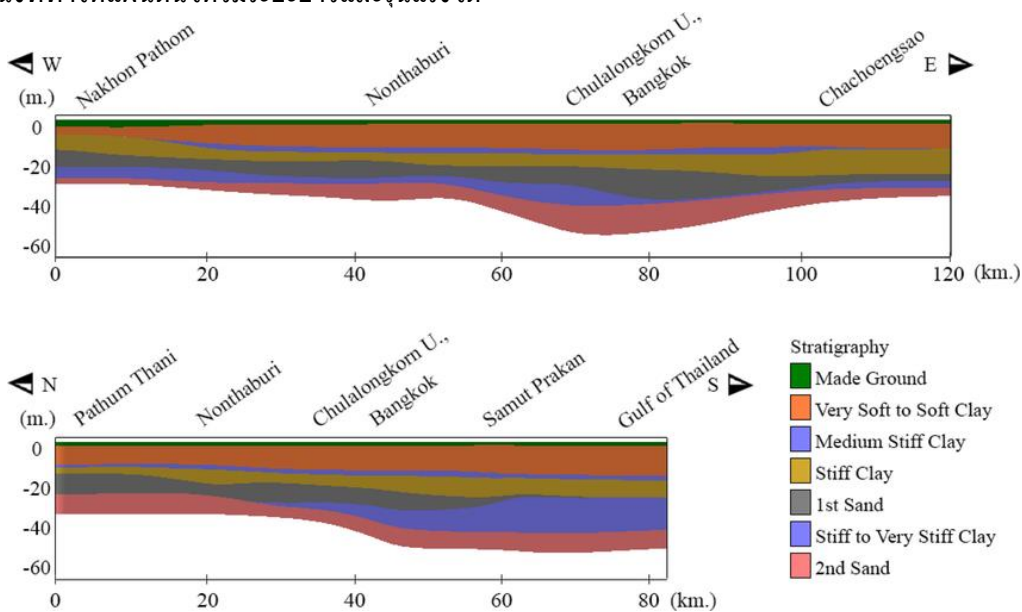 W
E
(m.)
Nakhon Pathom
Nonthaburi
Chulalongkorn U.,
Bangkok
Chachoengsao
0
-20
-40
-60
0 20 40 60 80 100 120 (km.)
N
S
(m.)
Pathum Thani
Nonthaburi
Chulalongkorn U.,
Bangkok
Samut Prakan
Gulf of Thailand
0
-20
-40
-60
0 20 40 60 80 (km.)
Stratigraphy
Made Ground
Very Soft to Soft Clay
Medium Stiff Clay
Stiff Clay
1st Sand
Stiff to Very Stiff Clay
2nd Sand